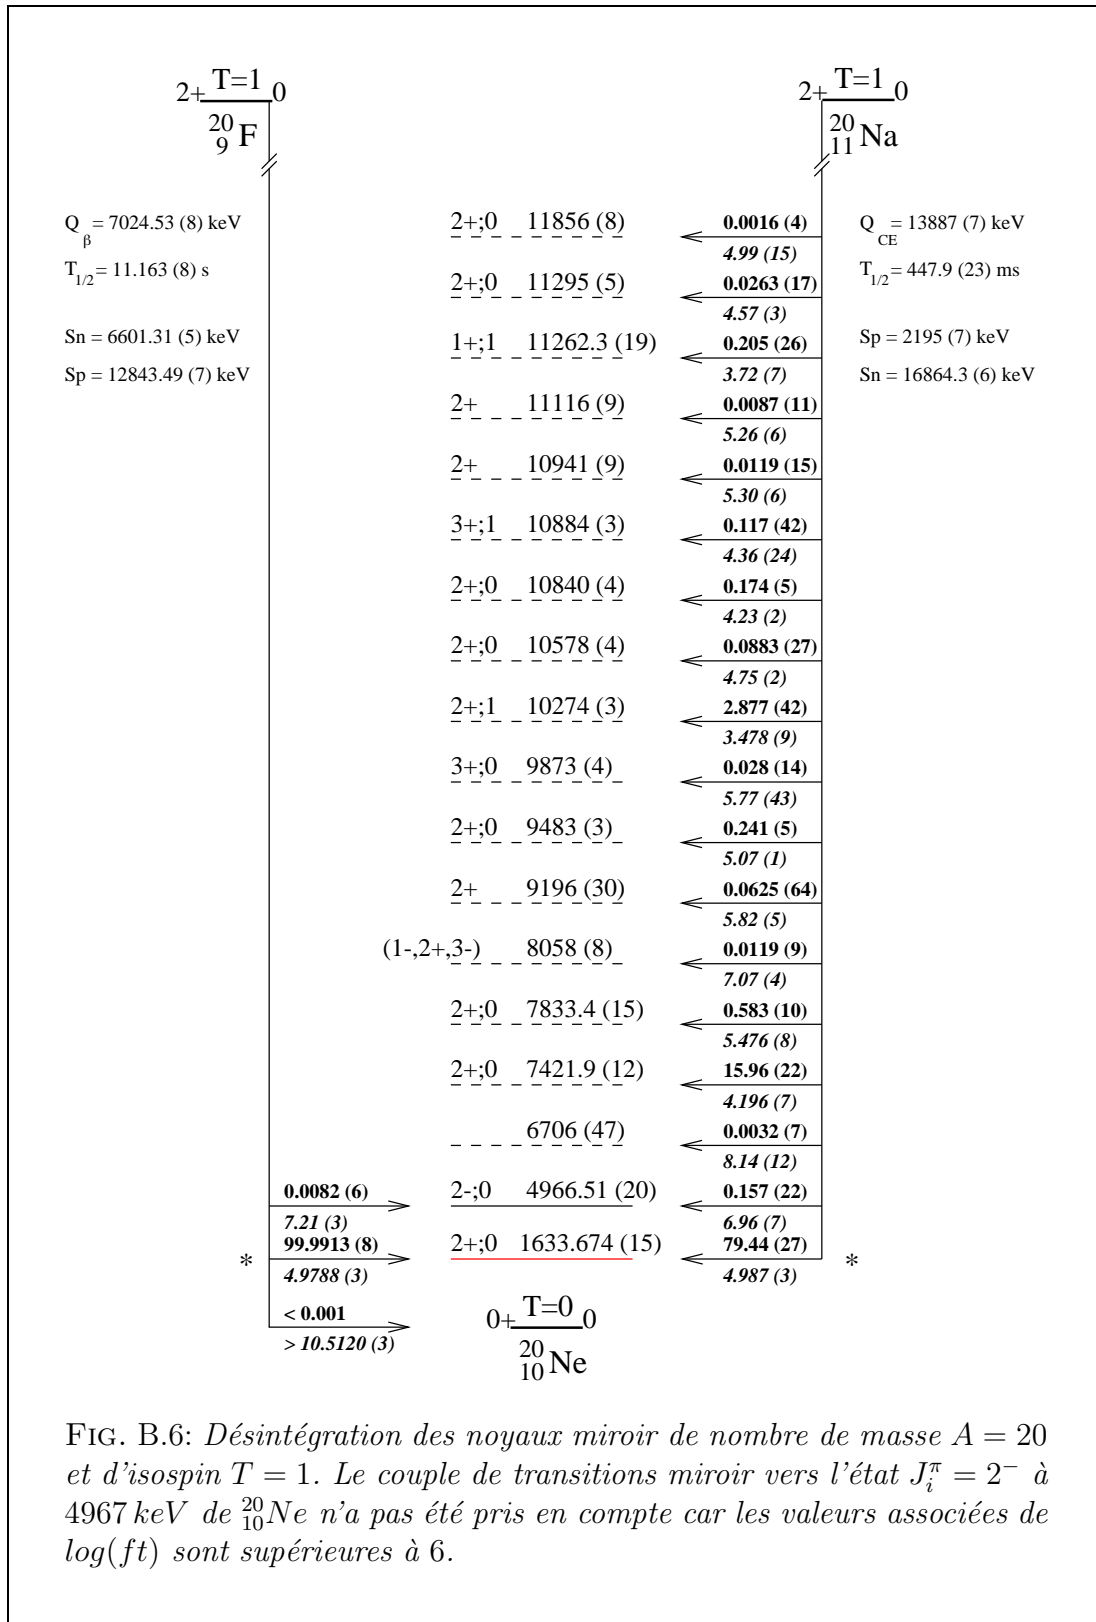 2+ T=1 0
20 9 F
2+ T=1 0
20 11 Na
Q β = 7024.53 (8) keV
T 1/2 = 11.163 (8) s
Sn = 6601.31 (5) keV
Sp = 12843.49 (7) keV
Q CE = 13887 (7) keV
T 1/2 = 447.9 (23) ms
Sp = 2195 (7) keV
Sn = 16864.3 (6) keV
2+;0 11856 (8) 0.0016 (4)
4.99 (15)
2+;0 11295 (5) 0.0263 (17)
4.57 (3)
1+;1 11262.3 (19) 0.205 (26)
3.72 (7)
2+ 11116 (9) 0.0087 (11)
5.26 (6)
2+ 10941 (9) 0.0119 (15)
5.30 (6)
3+;1 10884 (3) 0.117 (42)
4.36 (24)
2+;0 10840 (4) 0.174 (5)
4.23 (2)
2+;0 10578 (4) 0.0883 (27)
4.75 (2)
2+;1 10274 (3) 2.877 (42)
3.478 (9)
3+;0 9873 (4) 0.028 (14)
5.77 (43)
2+;0 9483 (3) 0.241 (5)
5.07 (1)
2+ 9196 (30) 0.0625 (64)
5.82 (5)
(1-,2+,3-) 8058 (8) 0.0119 (9)
7.07 (4)
2+;0 7833.4 (15) 0.583 (10)
5.476 (8)
2+;0 7421.9 (12) 15.96 (22)
4.196 (7)
6706 (47) 0.0032 (7)
8.14 (12)
0.0082 (6) 2-;0 4966.51 (20) 0.157 (22)
7.21 (3) 6.96 (7)
* 99.9913 (8) 2+;0 1633.674 (15) 79.44 (27) *
4.9788 (3) 4.987 (3)
< 0.001
> 10.5120 (3)
0+ T=0 0
20 10 Ne
FIG. B.6: Désintégration des noyaux miroir de nombre de masse A = 20
et d'isospin T = 1. Le couple de transitions miroir vers l'état J_i^π = 2⁻ à
4967 keV de ²⁰₁₀Ne n'a pas été pris en compte car les valeurs associées de
log(ft) sont supérieures à 6.